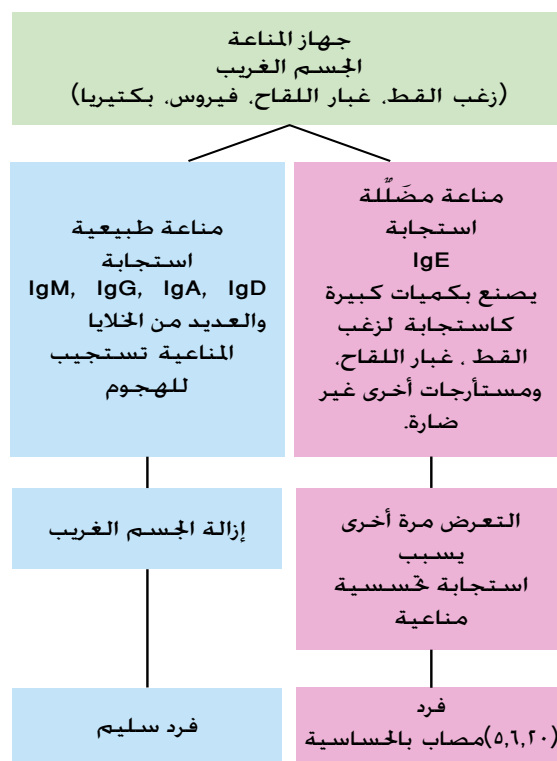 جهاز المناعة
الجسم الغريب
(زغب القط، غبار اللقاح، فيروس، بكتيريا)
مناعة مضَلَّلة
استجابة
IgE
يصنع بكميات كبيرة
كاستجابة لزغب
القط ، غبار اللقاح،
ومستأرجات أخرى غير
ضارة.
التعرض مرة أخرى
يسبب
استجابة تحسسية
مناعية
فرد
(٥,٦,٢٠)مصاب بالحساسية
مناعة طبيعية
استجابة
IgM, IgG, IgA, IgD
والعديد من الخلايا
المناعية تستجيب
للهجوم
إزالة الجسم الغريب
فرد سليم